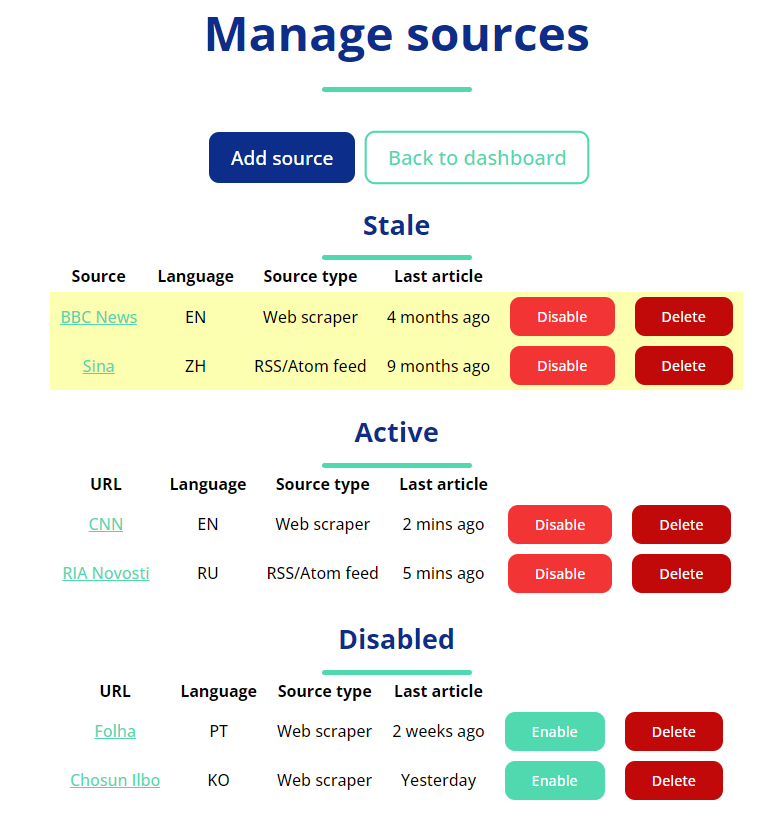 Manage sources
Add source Back to dashboard
Stale
Source Language Source type Last article
BBC News EN Web scraper 4 months ago Disable Delete
Sina ZH RSS/Atom feed 9 months ago Disable Delete
Active
URL Language Source type Last article
CNN EN Web scraper 2 mins ago Disable Delete
RIA Novosti RU RSS/Atom feed 5 mins ago Disable Delete
Disabled
URL Language Source type Last article
Folha PT Web scraper 2 weeks ago Enable Delete
Chosun Ilbo KO Web scraper Yesterday Enable Delete